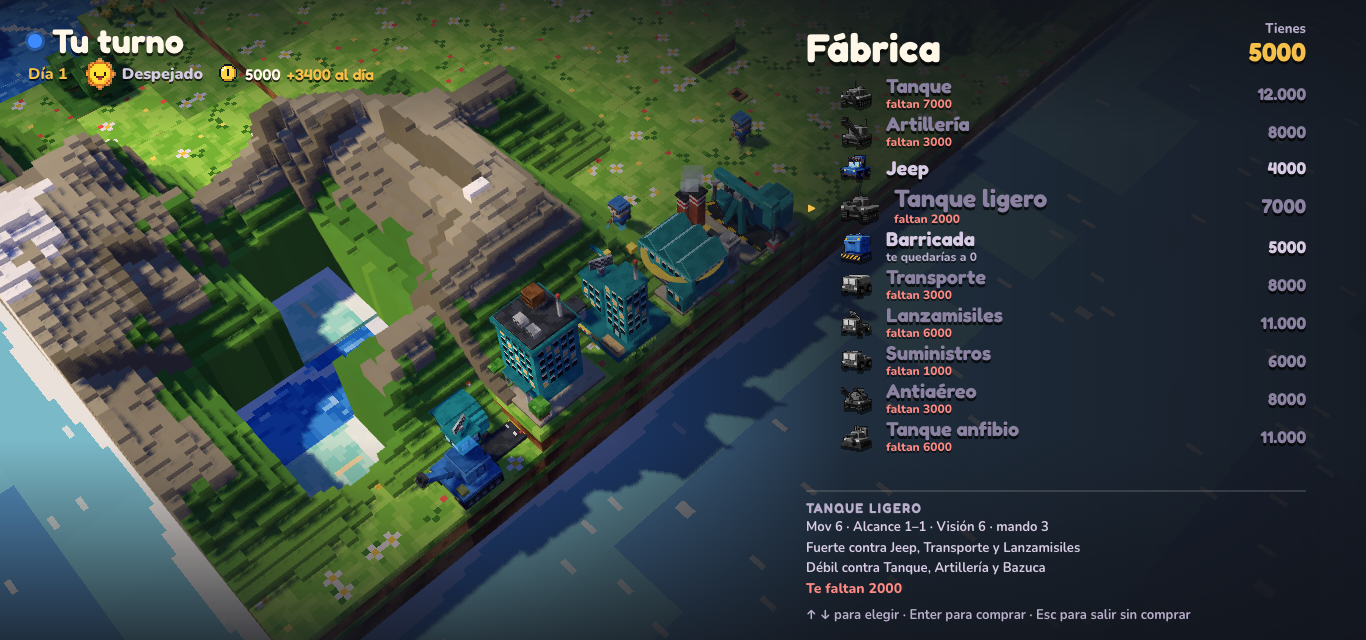 Tu turno
Día 1 Despejado 5000 +3400 al día
Fábrica
Tienes
5000
Tanque 12.000
faltan 7000
Artillería 8000
faltan 3000
Jeep 4000
Tanque ligero 7000
faltan 2000
Barricada 5000
te quedarías a 0
Transporte 8000
faltan 3000
Lanzamisiles 11.000
faltan 6000
Suministros 6000
faltan 1000
Antiaéreo 8000
faltan 3000
Tanque anfibio 11.000
faltan 6000
TANQUE LIGERO
Mov 6 · Alcance 1–1 · Visión 6 · mando 3
Fuerte contra Jeep, Transporte y Lanzamisiles
Débil contra Tanque, Artillería y Bazuca
Te faltan 2000
↑ ↓ para elegir · Enter para comprar · Esc para salir sin comprar